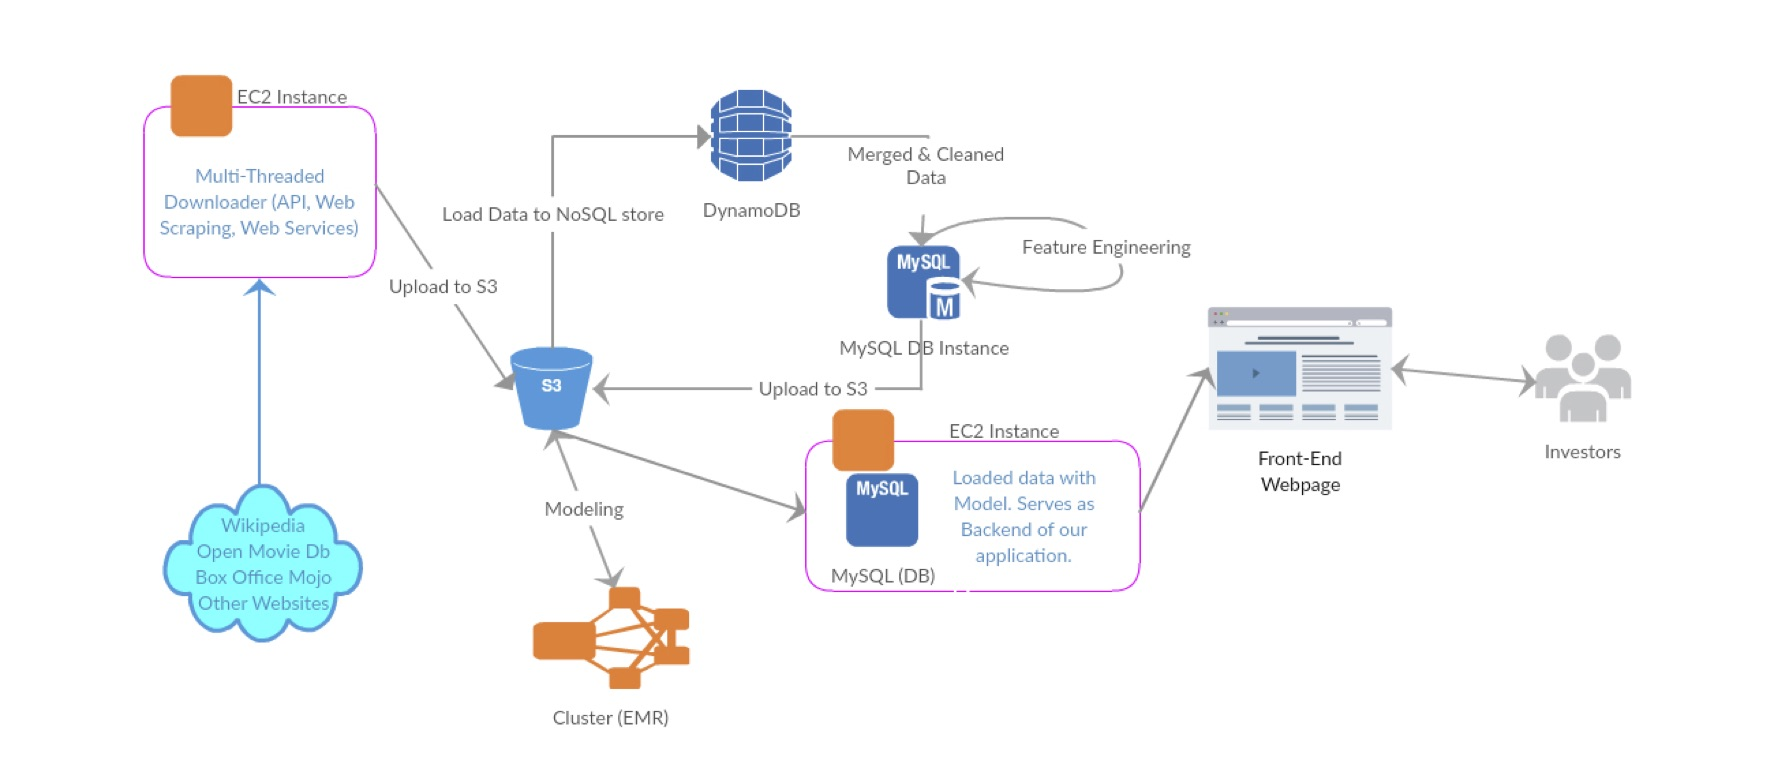 EC2 Instance
Multi-Threaded
Downloader (API, Web
Scraping, Web Services)
Upload to S3
Wikipedia
Open Movie Db
Box Office Mojo
Other Websites
Load Data to NoSQL store
DynamoDB
Merged & Cleaned
Data
Feature Engineering
MySQL
M
MySQL DB Instance
Upload to S3
S3
Modeling
Cluster (EMR)
EC2 Instance
MySQL
MySQL (DB)
Loaded data with
Model. Serves as
Backend of our
application.
Front-End
Webpage
Investors